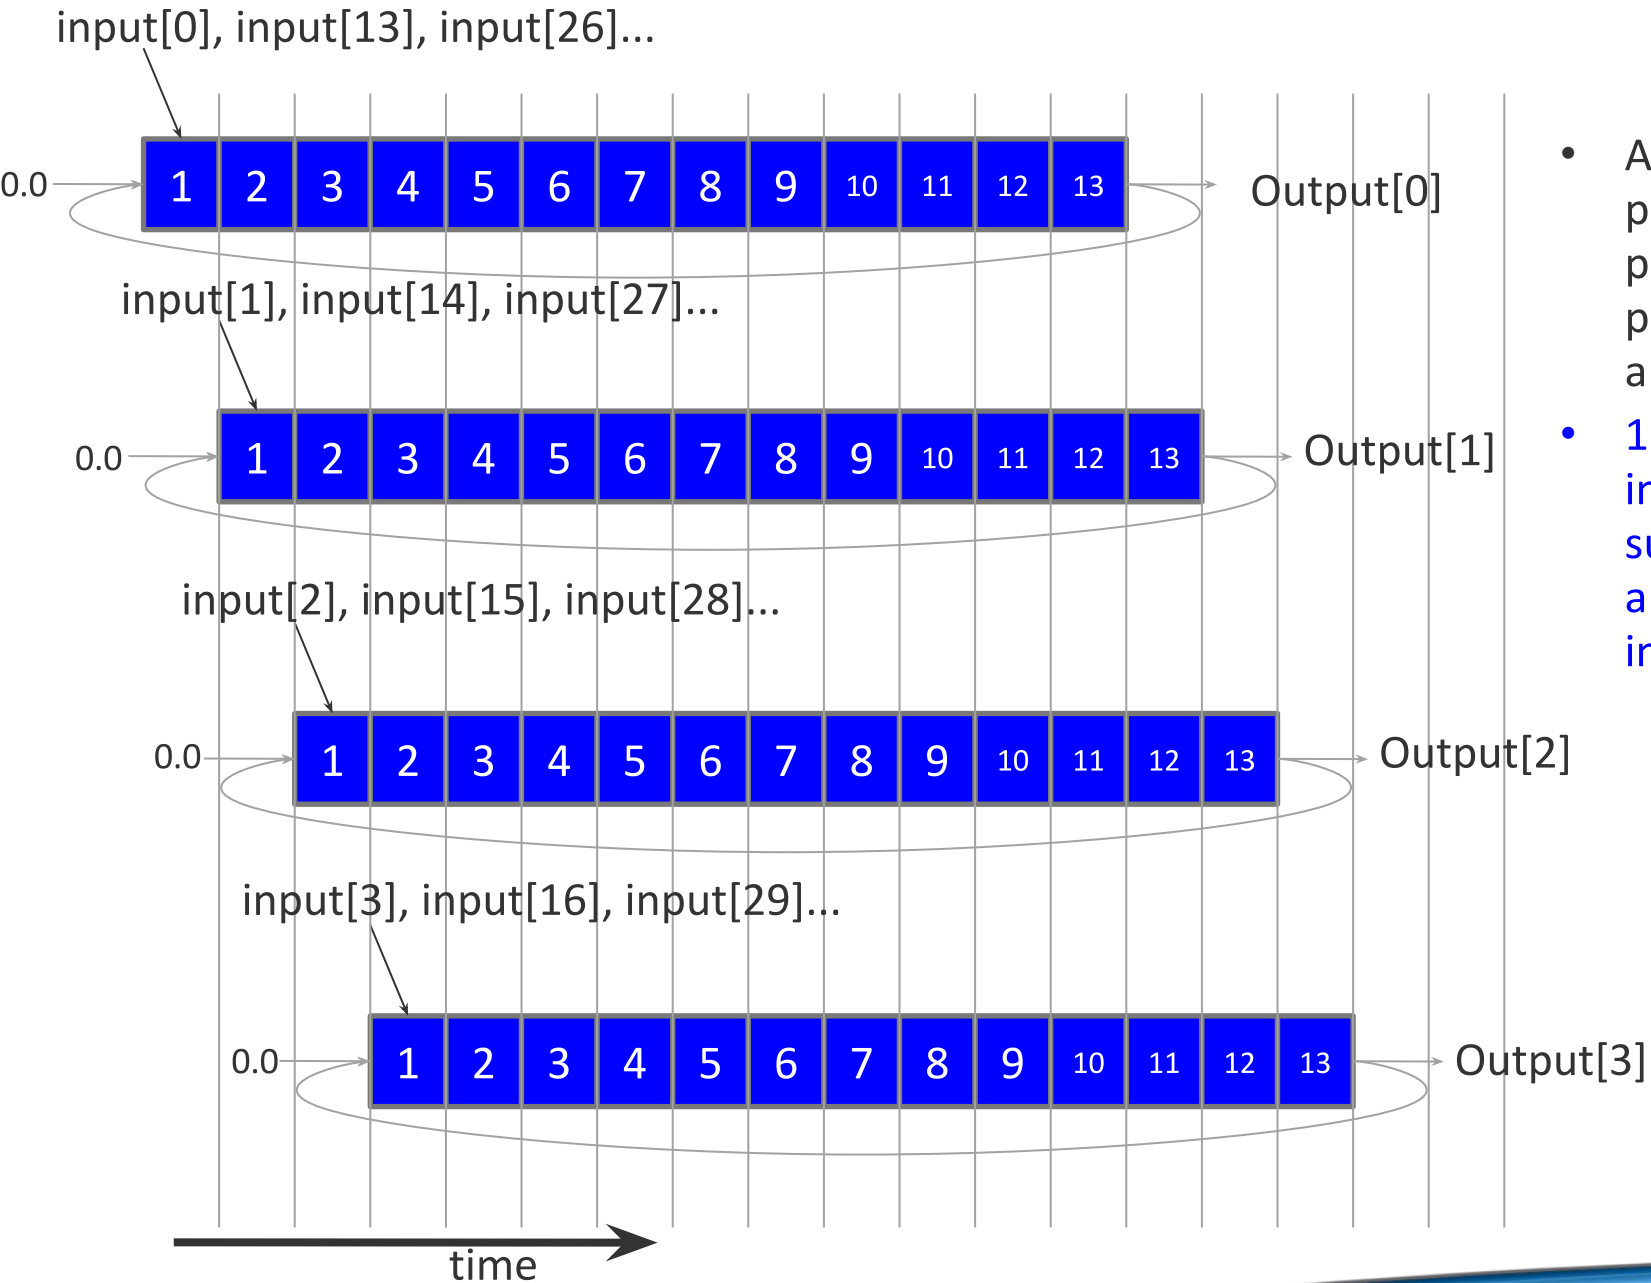 input[0], input[13], input[26]...
0.0 1 2 3 4 5 6 7 8 9 10 11 12 13 Output[0]
input[1], input[14], input[27]...
0.0 1 2 3 4 5 6 7 8 9 10 11 12 13 Output[1]
input[2], input[15], input[28]...
0.0 1 2 3 4 5 6 7 8 9 10 11 12 13 Output[2]
input[3], input[16], input[29]...
0.0 1 2 3 4 5 6 7 8 9 10 11 12 13 Output[3]
time
• A
p
p
p
a
• 1
in
su
a
in